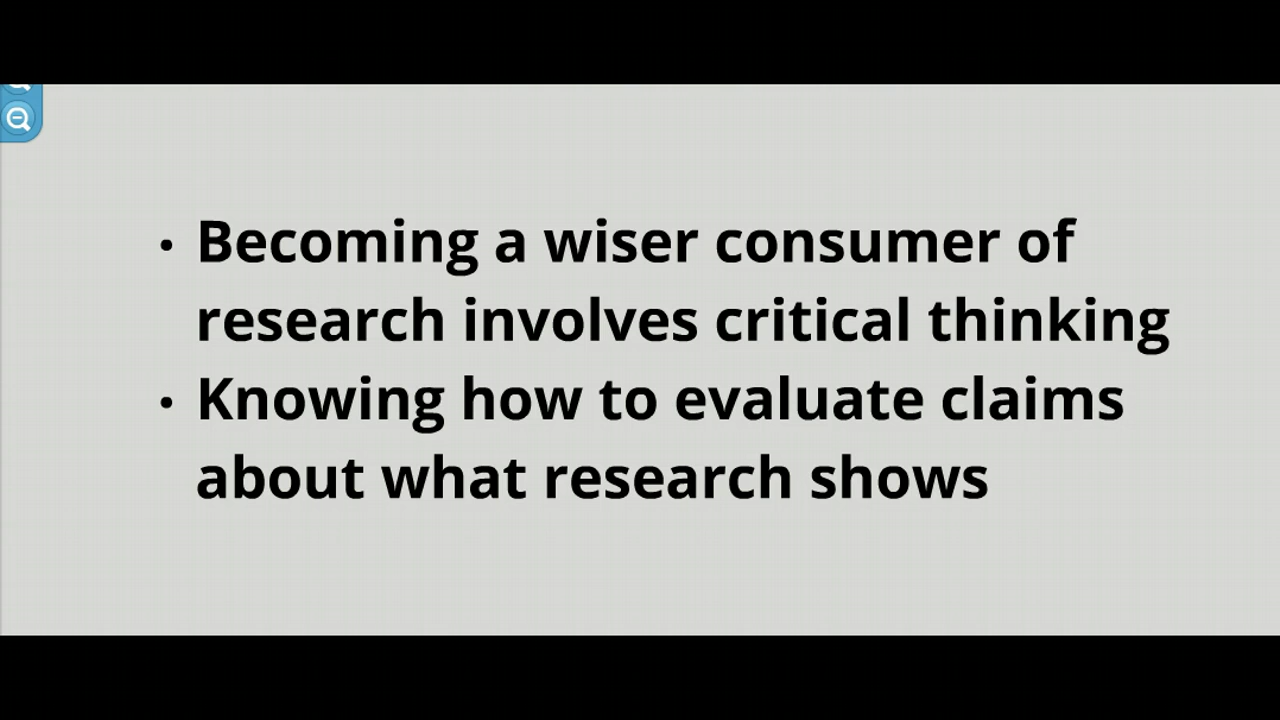 • Becoming a wiser consumer of
research involves critical thinking
• Knowing how to evaluate claims
about what research shows